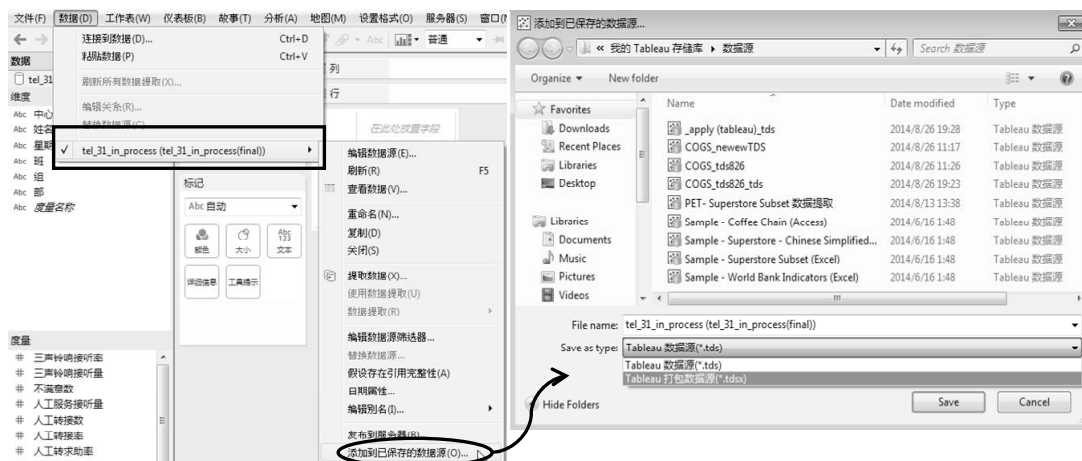 文件(F) 数据(D) 工作表(W) 仪表板(B) 故事(T) 分析(A) 地图(M) 设置格式(O) 服务器(S) 窗口(
连接到数据(D)... Ctrl+D
粘贴数据(P) Ctrl+V
刷新所有数据提取(X)...
编辑关系(R)...
替换数据源(C)...
tel_31_in_process (tel_31_in_process(final))
Abc 普通
数据
tel_31
维度
Abc 中心
Abc 姓名
Abc 星期
Abc 班
Abc 组
Abc 部
Abc 度量名称
列
行
在此处放置字段
标记
Abc 自动
颜色 大小 文本
详细信息 工具提示
度量
# 三声铃响接听率
# 三声铃响接听量
# 不满意数
# 人工服务接听量
# 人工转接数
# 人工转接率
# 人工转求助率
编辑数据源(E)...
刷新(R) F5
查看数据(V)...
重命名(N)...
复制(D)
关闭(S)
提取数据(X)...
使用数据提取(U)
数据提取(R)
编辑数据源筛选器...
替换数据源...
假设存在引用完整性(A)
日期属性...
编辑别名(I)...
发布到服务器(B)...
添加到已保存的数据源(O)...
添加到已保存的数据源...
« 我的 Tableau 存储库 数据源
Search 数据源
Organize New folder
Favorites
Downloads
Recent Places
Libraries
Desktop
Libraries
Documents
Music
Pictures
Videos
Name Date modified Type
_apply (tableau)_tds 2014/8/26 19:28 Tableau 数据源
COGS_newewTDS 2014/8/26 11:17 Tableau 数据源
COGS_tds826 2014/8/26 11:26 Tableau 数据源
COGS_tds826_tds 2014/8/26 19:23 Tableau 数据源
PET- Superstore Subset 数据提取 2014/8/13 13:38 Tableau 数据源
Sample - Coffee Chain (Access) 2014/6/16 1:48 Tableau 数据源
Sample - Superstore - Chinese Simplified... 2014/6/16 1:48 Tableau 数据源
Sample - Superstore Subset (Excel) 2014/6/16 1:48 Tableau 数据源
Sample - World Bank Indicators (Excel) 2014/6/16 1:48 Tableau 数据源
File name: tel_31_in_process (tel_31_in_process(final))
Save as type: Tableau 数据源(*.tds)
Tableau 数据源(*.tds)
Tableau 打包数据源(*.tdsx)
Hide Folders Save Cancel